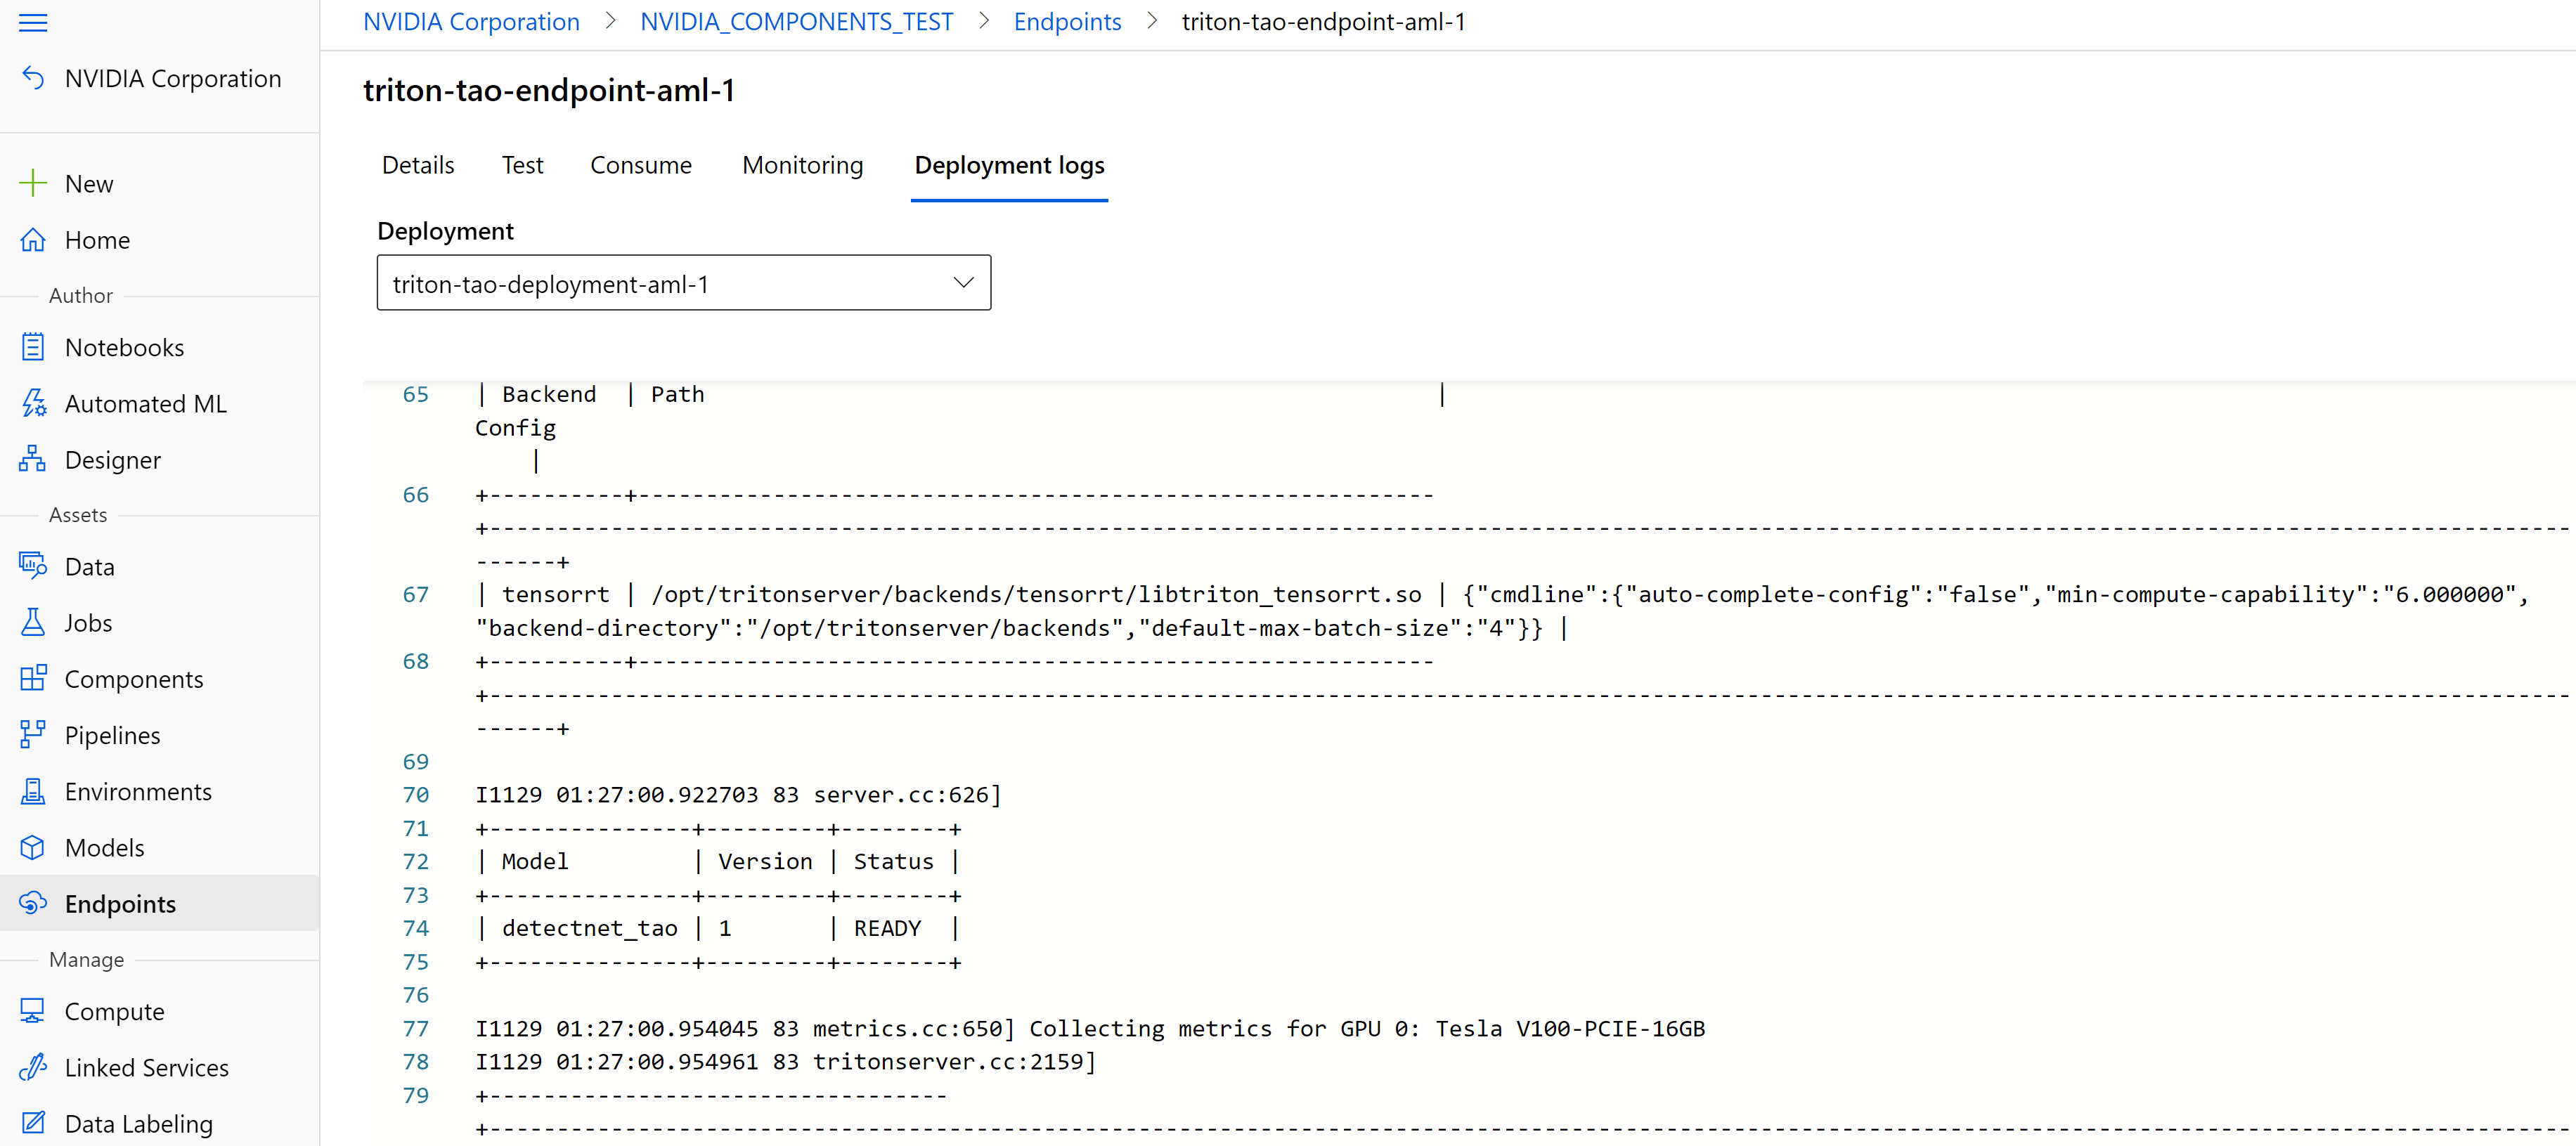 NVIDIA Corporation > NVIDIA_COMPONENTS_TEST > Endpoints > triton-tao-endpoint-aml-1
NVIDIA Corporation
New
Home
Author
Notebooks
Automated ML
Designer
Assets
Data
Jobs
Components
Pipelines
Environments
Models
Endpoints
Manage
Compute
Linked Services
Data Labeling
triton-tao-endpoint-aml-1
Details Test Consume Monitoring Deployment logs
Deployment
triton-tao-deployment-aml-1
65 | Backend | Path |
Config
|
66 +----------+-----------------------------------------------------------
+----------------------------------------------------------------------------------------------------------------------------------------------------------
------+
67 | tensorrt | /opt/tritonserver/backends/tensorrt/libtriton_tensorrt.so | {"cmdline":{"auto-complete-config":"false","min-compute-capability":"6.000000",
"backend-directory":"/opt/tritonserver/backends","default-max-batch-size":"4"}} |
68 +----------+-----------------------------------------------------------
+----------------------------------------------------------------------------------------------------------------------------------------------------------
------+
69
70 I1129 01:27:00.922703 83 server.cc:626]
71 +---------------+---------+--------+
72 | Model | Version | Status |
73 +---------------+---------+--------+
74 | detectnet_tao | 1 | READY |
75 +---------------+---------+--------+
76
77 I1129 01:27:00.954045 83 metrics.cc:650] Collecting metrics for GPU 0: Tesla V100-PCIE-16GB
78 I1129 01:27:00.954961 83 tritonserver.cc:2159]
79 +----------------------------------
+----------------------------------------------------------------------------------------------------------------------------------------------------------